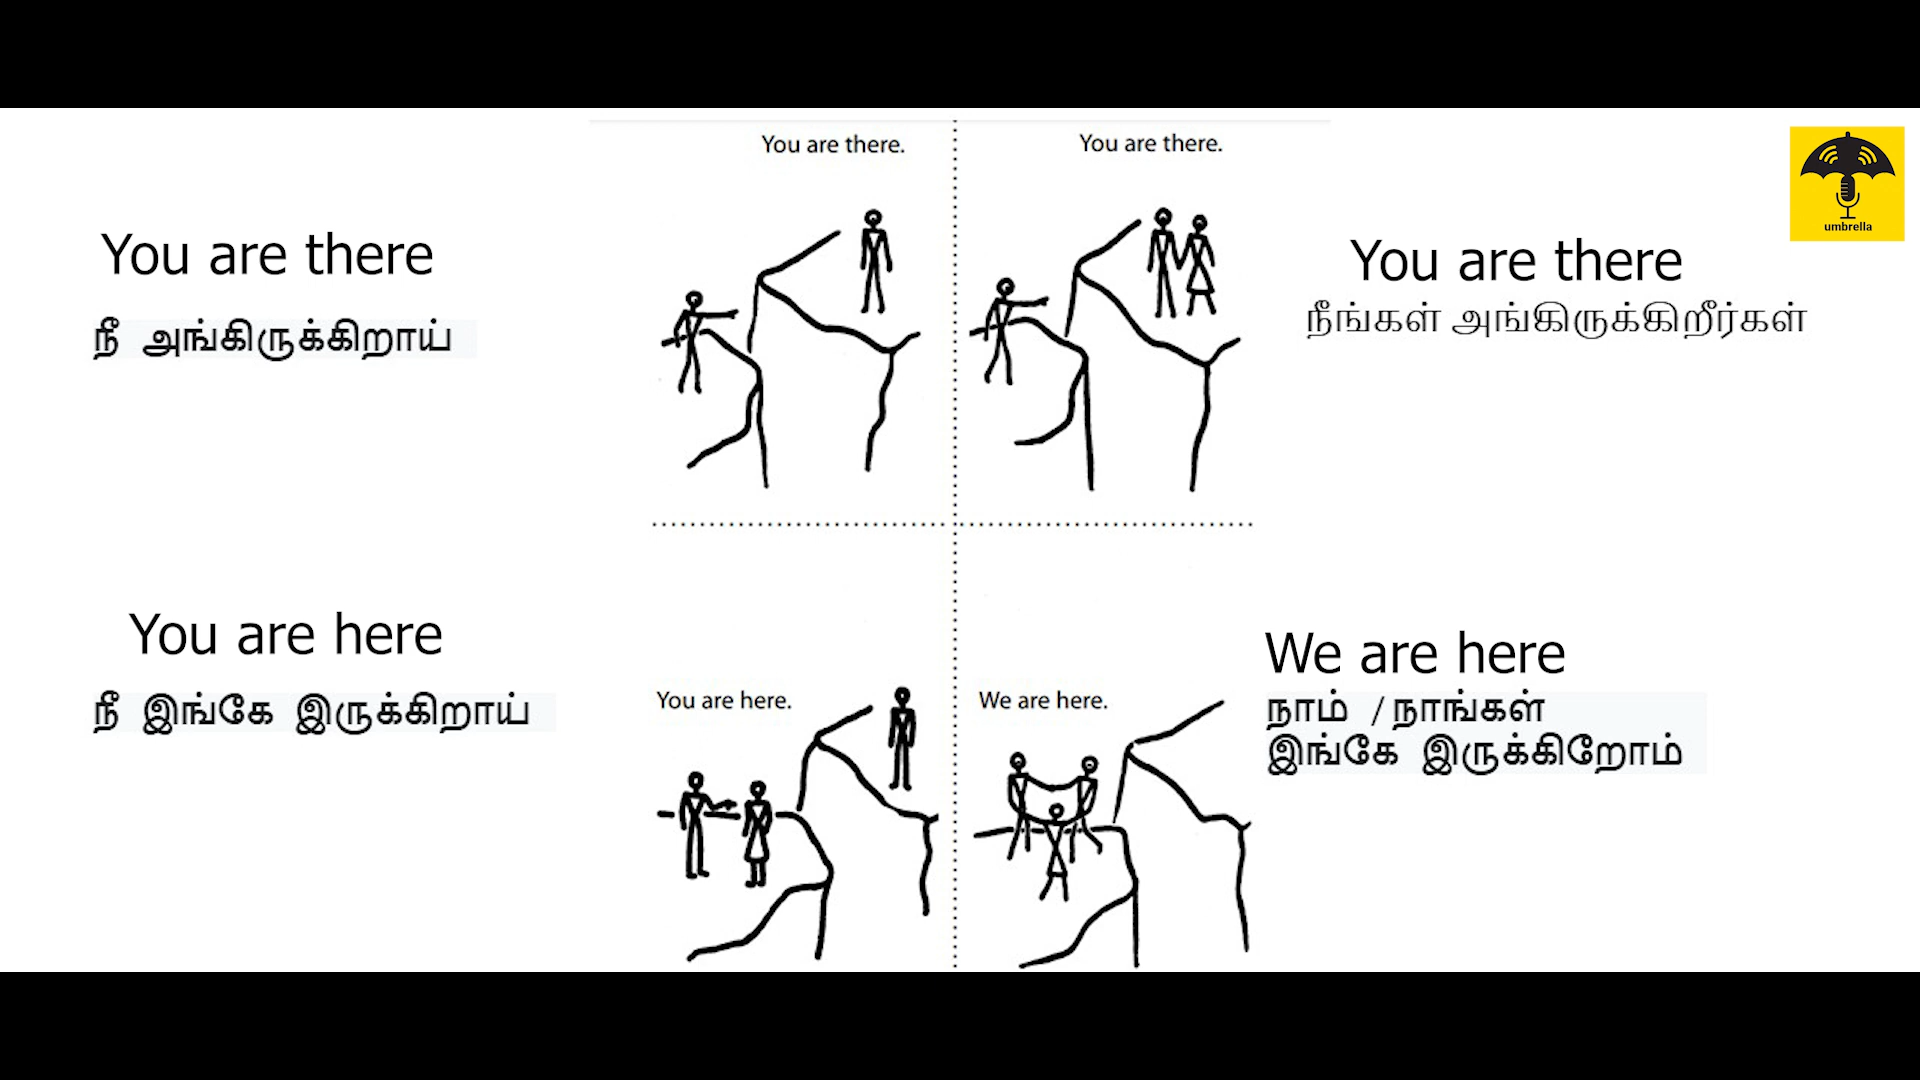 You are there.
You are there.
umbrella
You are there
நீ அங்கிருக்கிறாய்
You are there
நீங்கள் அங்கிருக்கிறீர்கள்
You are here
நீ இங்கே இருக்கிறாய்
You are here.
We are here.
We are here
நாம் / நாங்கள்
இங்கே இருக்கிறோம்